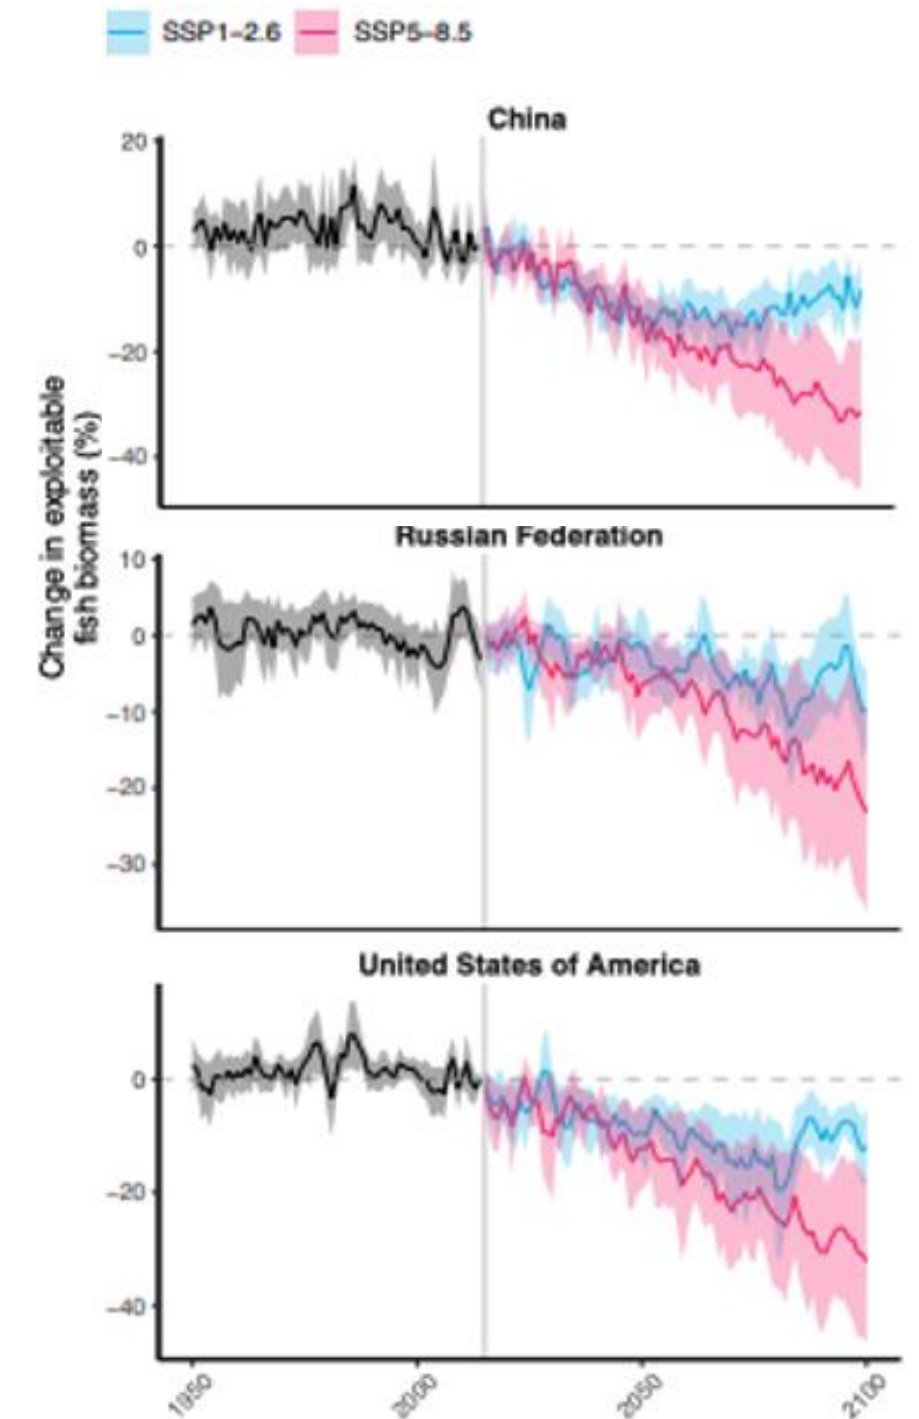 SSP1–2.6 SSP5–8.5
China
20
0
−20
−40
Change in exploitable
fish biomass (%)
Russian Federation
10
0
−10
−20
−30
United States of America
0
−20
−40
1950 2000 2050 2100